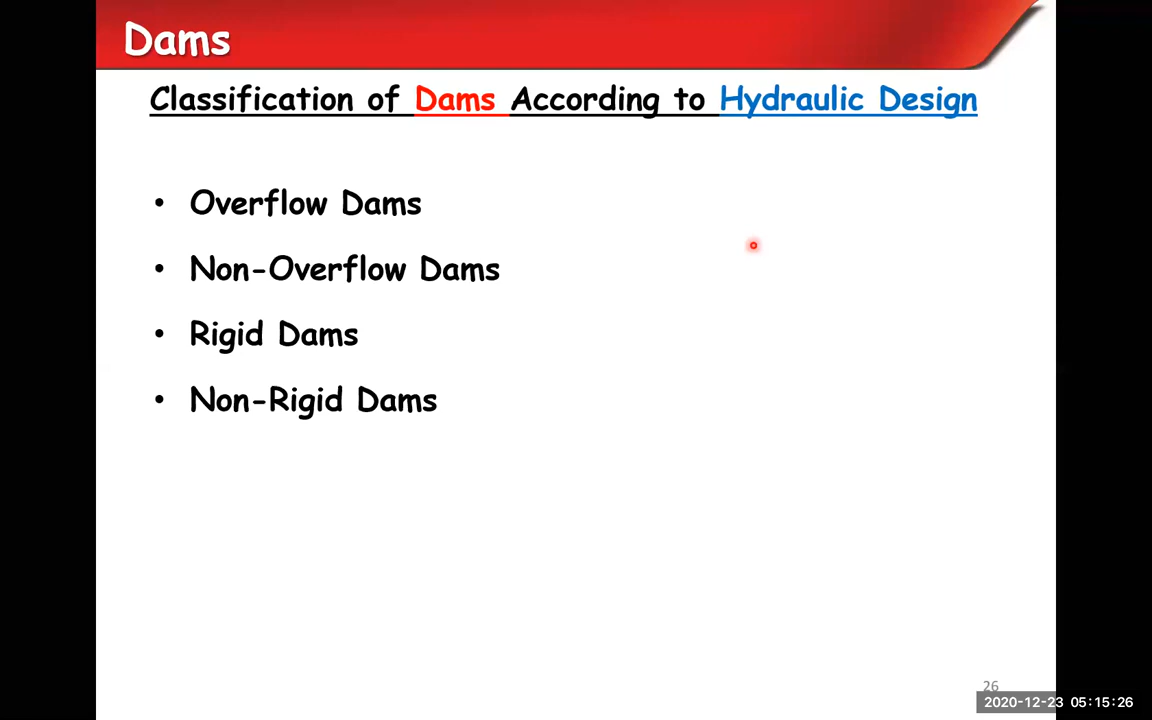 Dams
Classification of Dams According to Hydraulic Design
• Overflow Dams
• Non-Overflow Dams
• Rigid Dams
• Non-Rigid Dams
26
2020-12-23 05:15:26